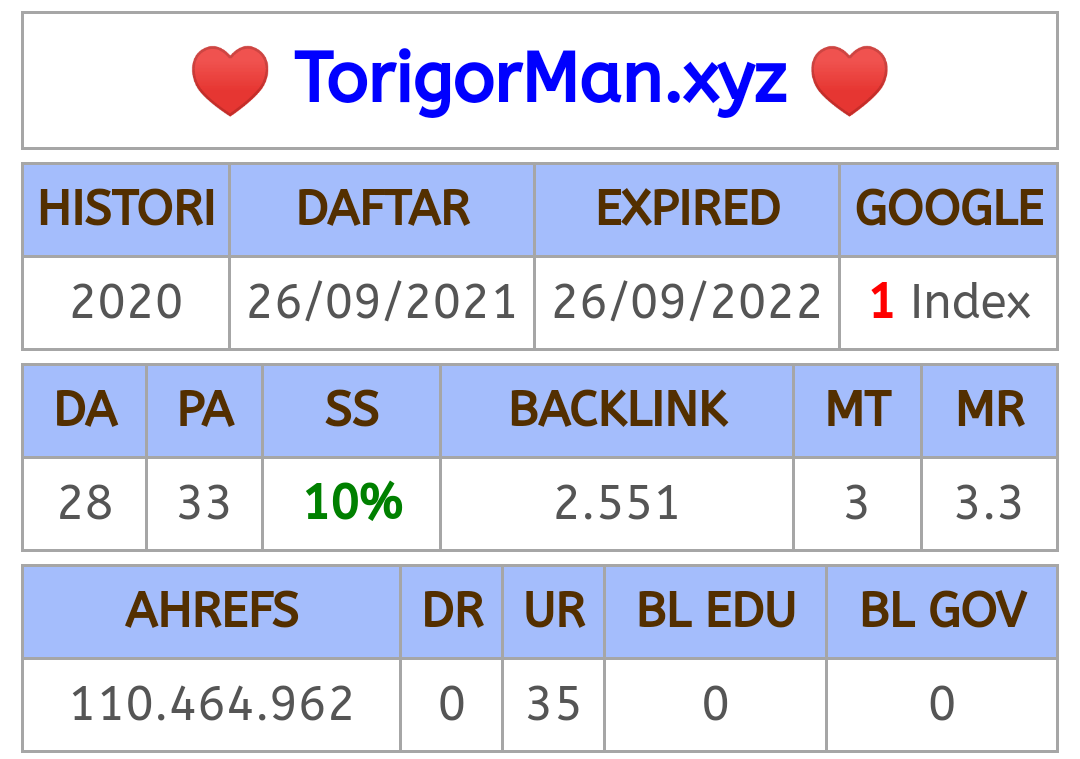 TorigorMan.xyz
HISTORI DAFTAR EXPIRED GOOGLE
2020 26/09/2021 26/09/2022 1 Index
DA PA SS BACKLINK MT MR
28 33 10% 2.551 3 3.3
AHREFS DR UR BL EDU BL GOV
110.464.962 0 35 0 0